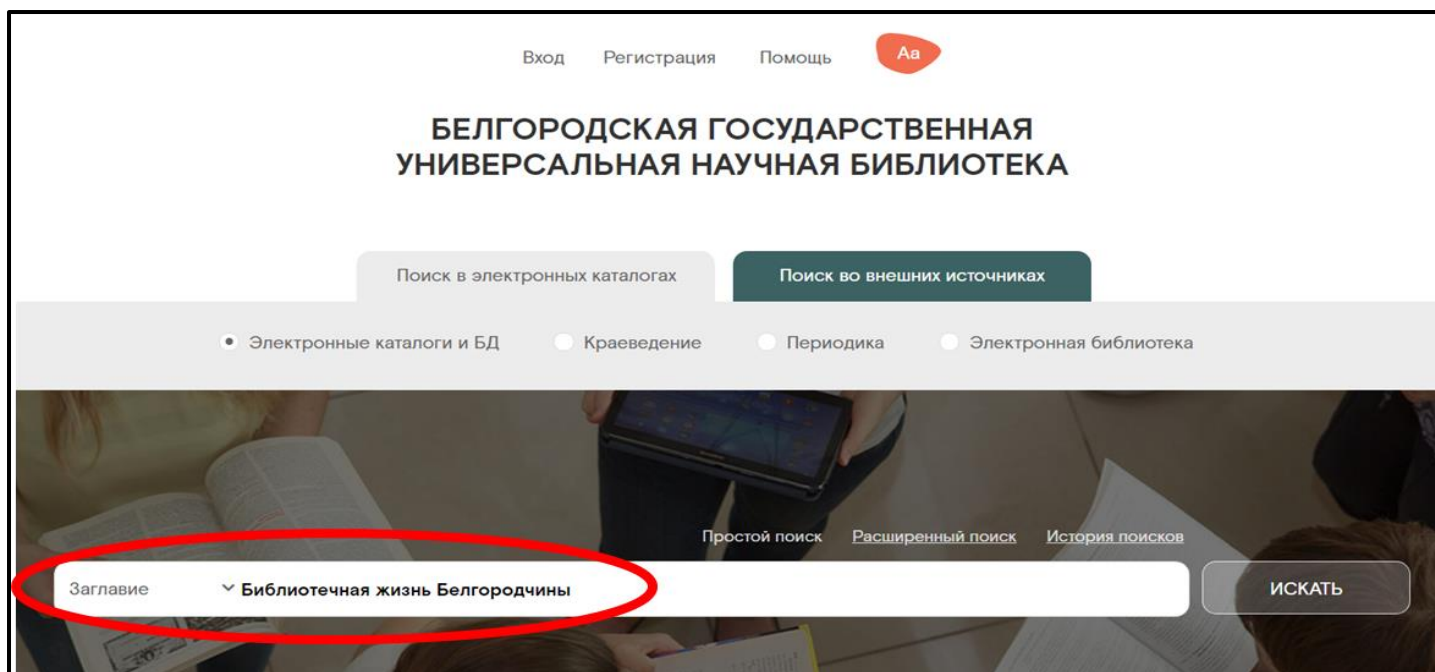 Вход Регистрация Помощь Aa
БЕЛГОРОДСКАЯ ГОСУДАРСТВЕННАЯ
УНИВЕРСАЛЬНАЯ НАУЧНАЯ БИБЛИОТЕКА
Поиск в электронных каталогах Поиск во внешних источниках
Электронные каталоги и БД Краеведение Периодика Электронная библиотека
Простой поиск Расширенный поиск История поисков
Заглавие Библиотечная жизнь Белгородчины ИСКАТЬ